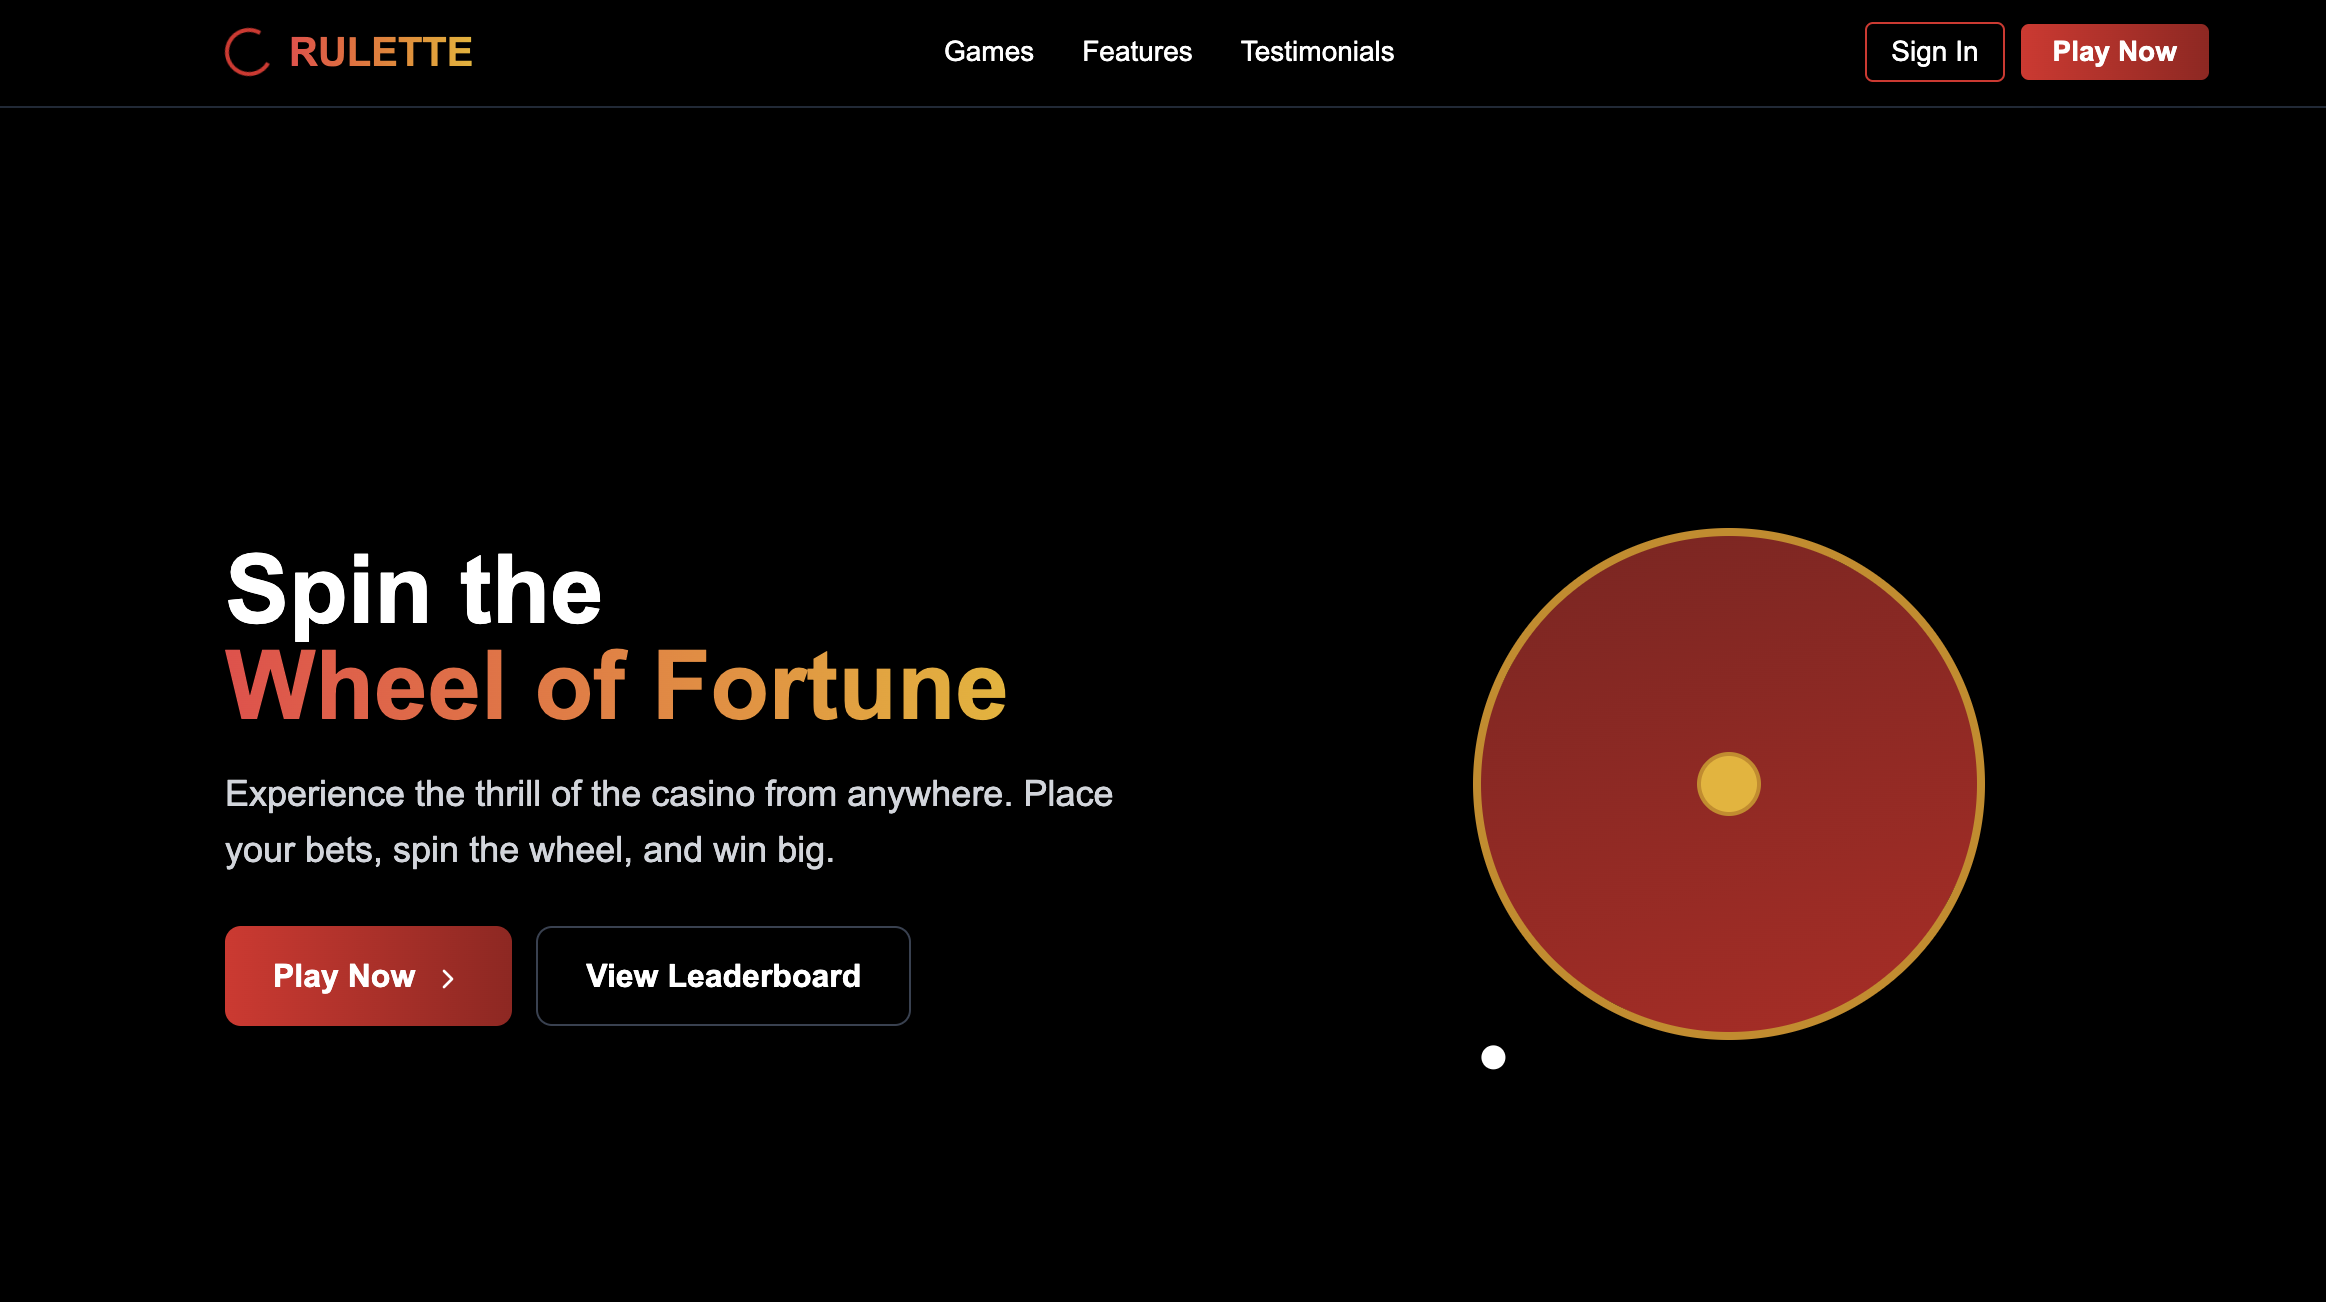 RULETTE
Games
Features
Testimonials
Sign In
Play Now
Spin the
Wheel of Fortune
Experience the thrill of the casino from anywhere. Place
your bets, spin the wheel, and win big.
Play Now
View Leaderboard